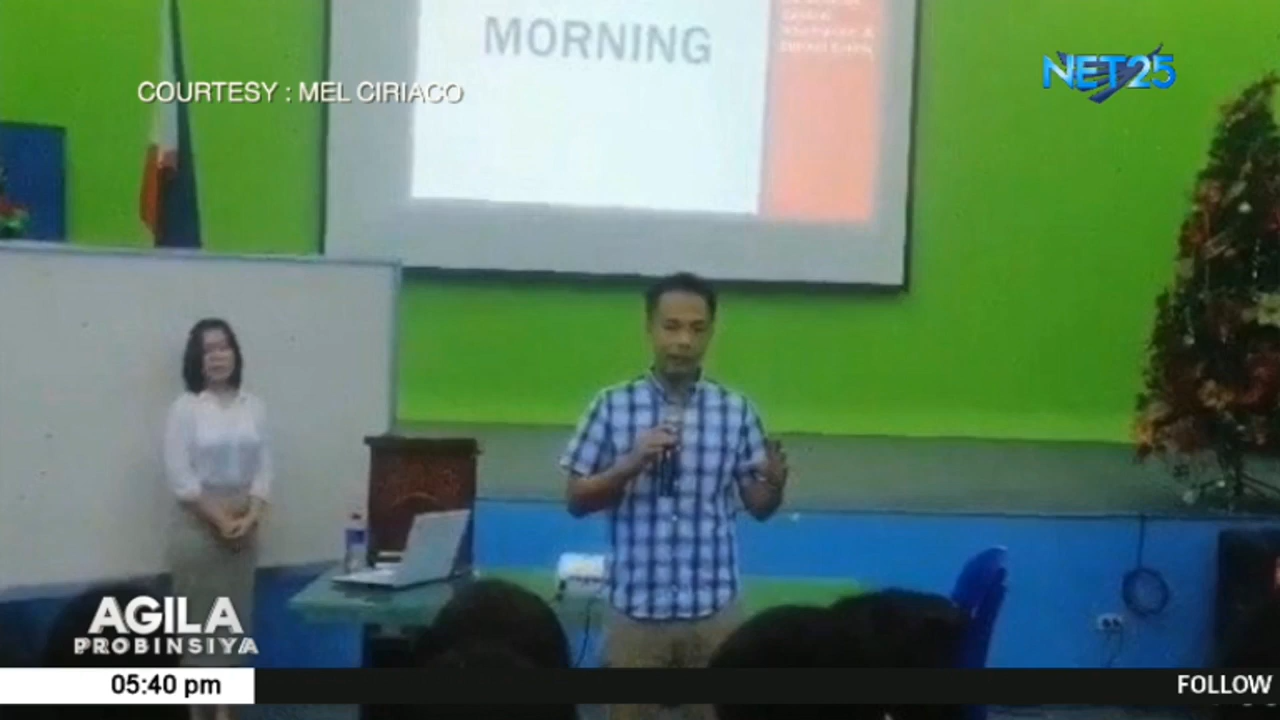 MORNING
NET25
COURTESY : MEL CIRIACO
AGILA
PROBINSIYA
05:40 pm
FOLLOW